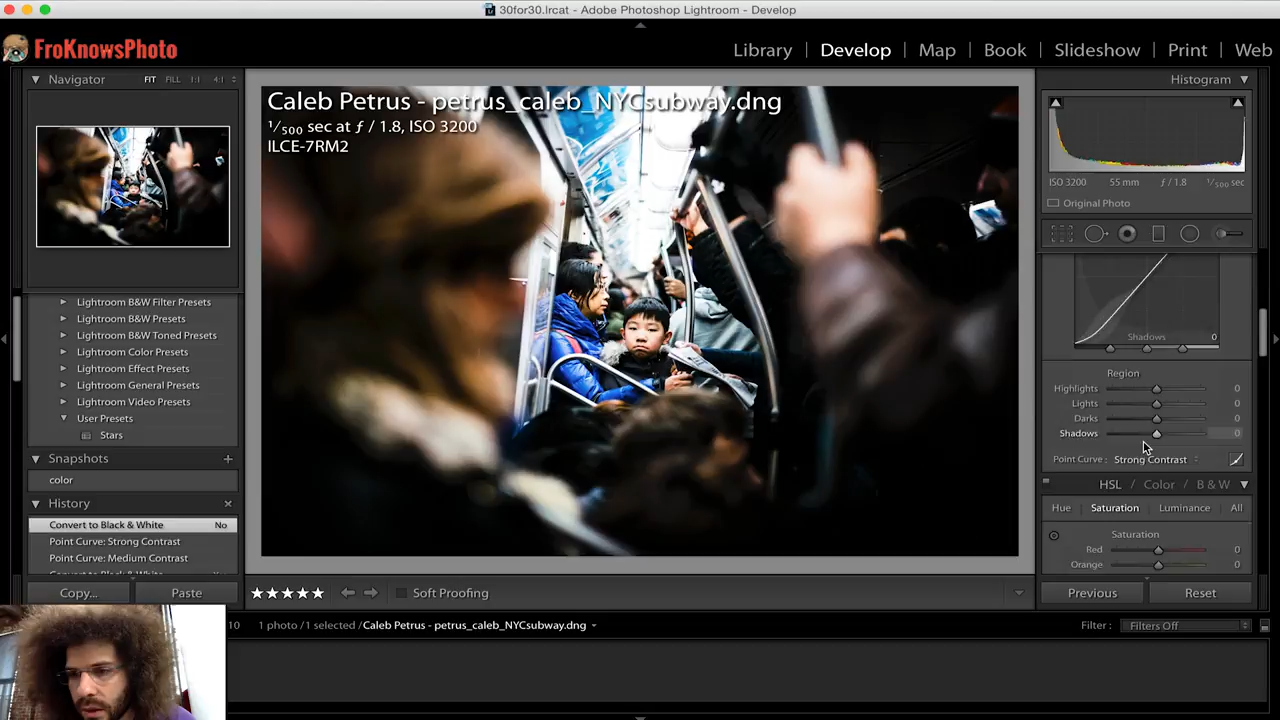 30for30.lrcat - Adobe Photoshop Lightroom - Develop
FroKnowsPhoto
Library | Develop | Map | Book | Slideshow | Print | Web
Navigator FIT FILL 1:1 4:1
Lightroom B&W Filter Presets
Lightroom B&W Presets
Lightroom B&W Toned Presets
Lightroom Color Presets
Lightroom Effect Presets
Lightroom General Presets
Lightroom Video Presets
User Presets
Stars
Snapshots +
color
History ×
Convert to Black & White No
Point Curve: Strong Contrast
Point Curve: Medium Contrast
Copy... Paste
Caleb Petrus - petrus_caleb_NYCsubway.dng
1/500 sec at ƒ / 1.8, ISO 3200
ILCE-7RM2
Soft Proofing
10 1 photo / 1 selected / Caleb Petrus - petrus_caleb_NYCsubway.dng
Histogram
ISO 3200 55 mm ƒ / 1.8 1/500 sec
Original Photo
Shadows 0
Region
Highlights 0
Lights 0
Darks 0
Shadows 0
Point Curve : Strong Contrast
HSL / Color / B & W
Hue Saturation Luminance All
Saturation
Red 0
Orange 0
Previous Reset
Filter : Filters Off